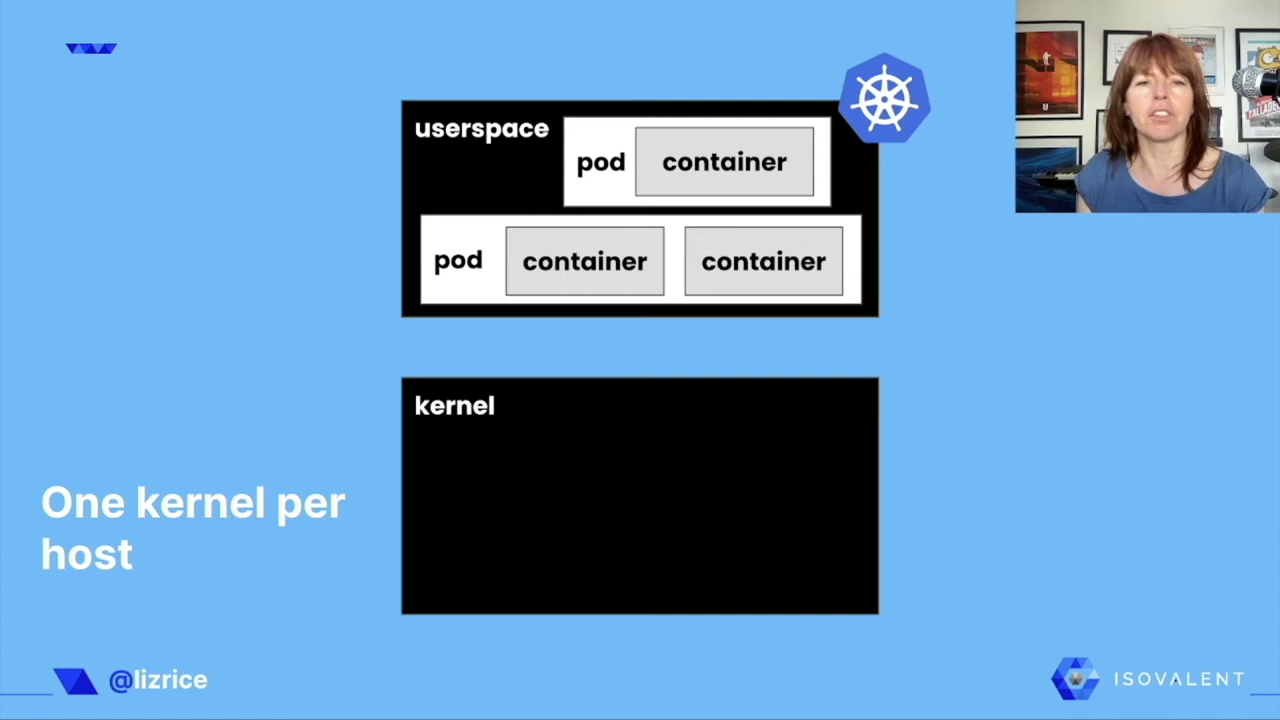 userspace
pod
container
pod
container
container
kernel
One kernel per
host
@lizrice
ISOVALENT